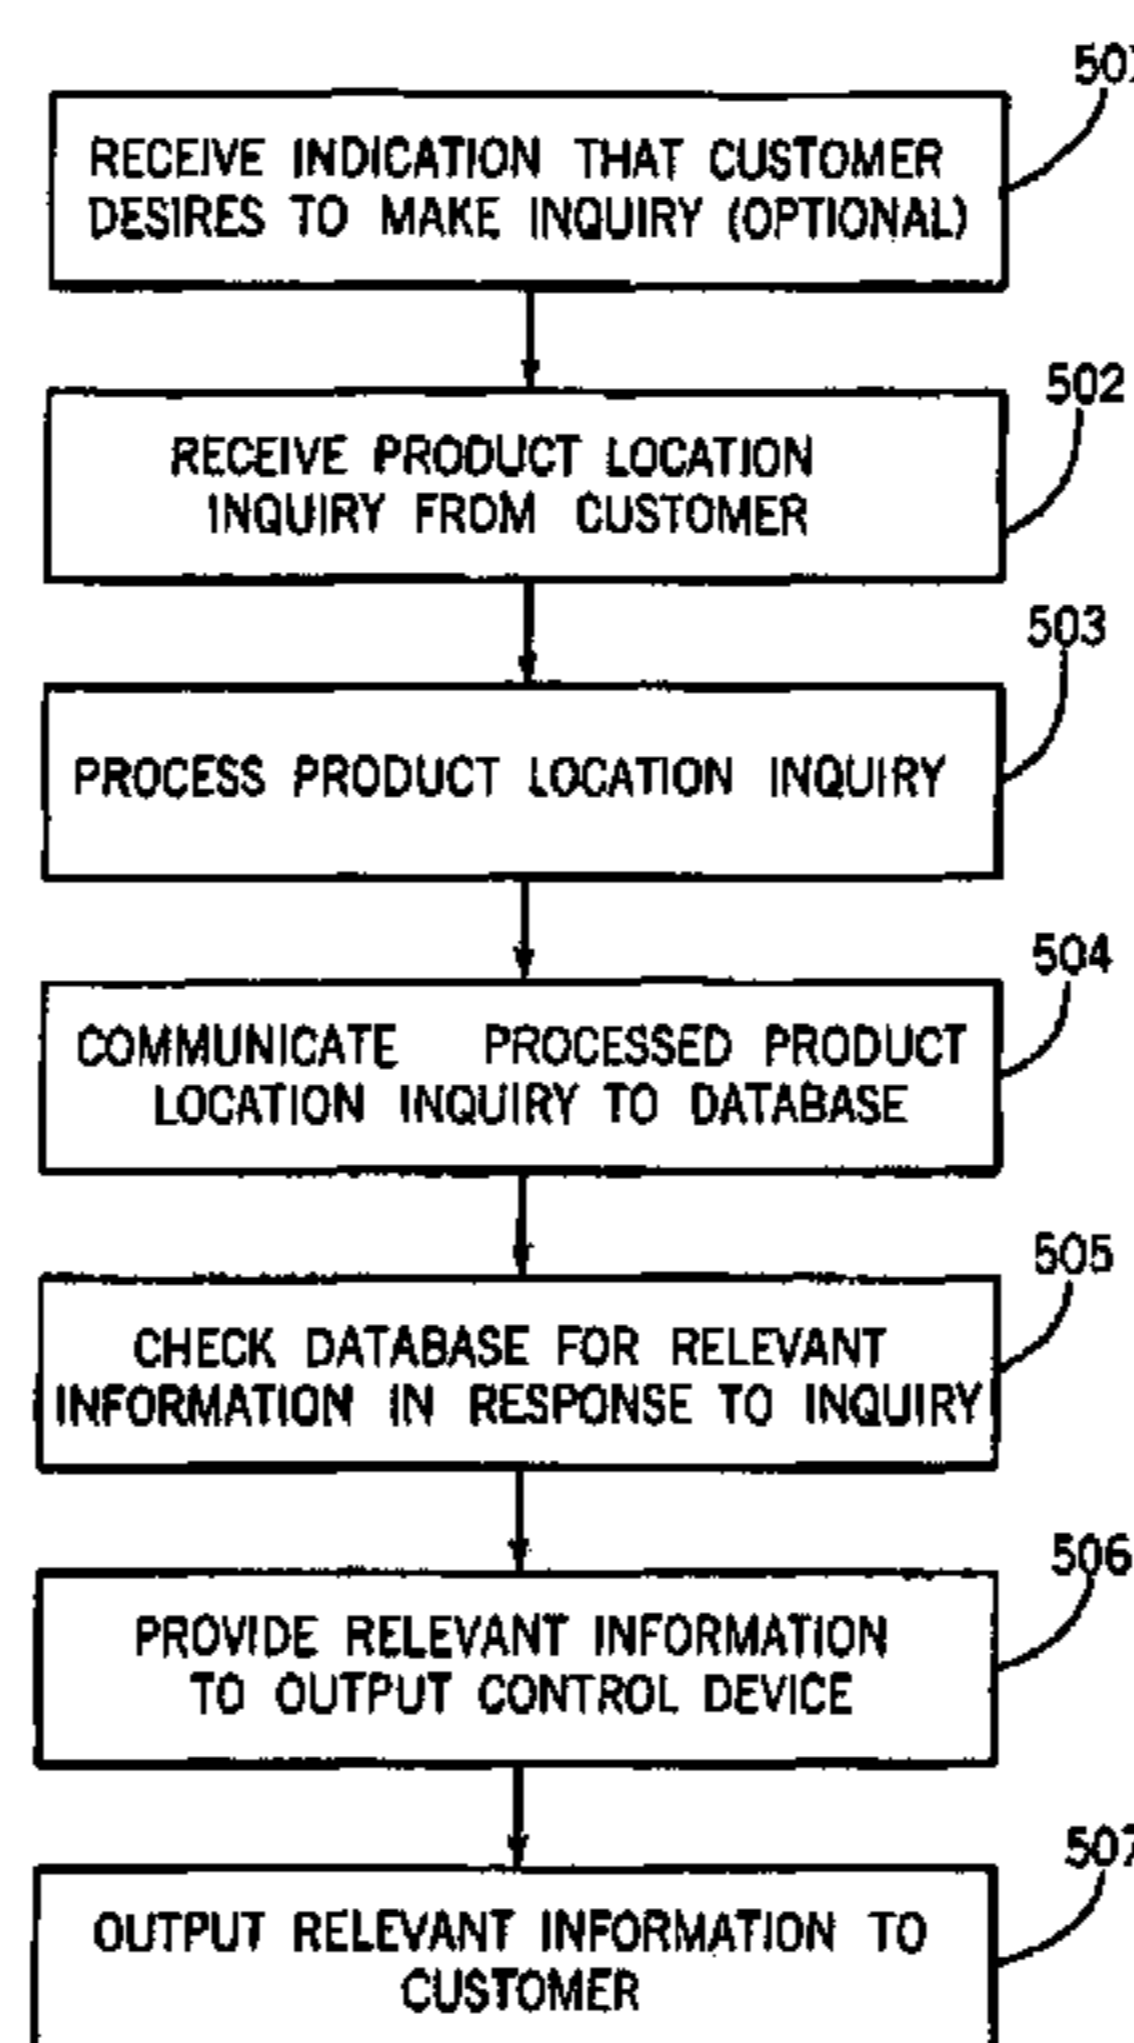 501
RECEIVE INDICATION THAT CUSTOMER
DESIRES TO MAKE INQUIRY (OPTIONAL)
502
RECEIVE PRODUCT LOCATION
INQUIRY FROM CUSTOMER
503
PROCESS PRODUCT LOCATION INQUIRY
504
COMMUNICATE PROCESSED PRODUCT
LOCATION INQUIRY TO DATABASE
505
CHECK DATABASE FOR RELEVANT
INFORMATION IN RESPONSE TO INQUIRY
506
PROVIDE RELEVANT INFORMATION
TO OUTPUT CONTROL DEVICE
507
OUTPUT RELEVANT INFORMATION TO
CUSTOMER